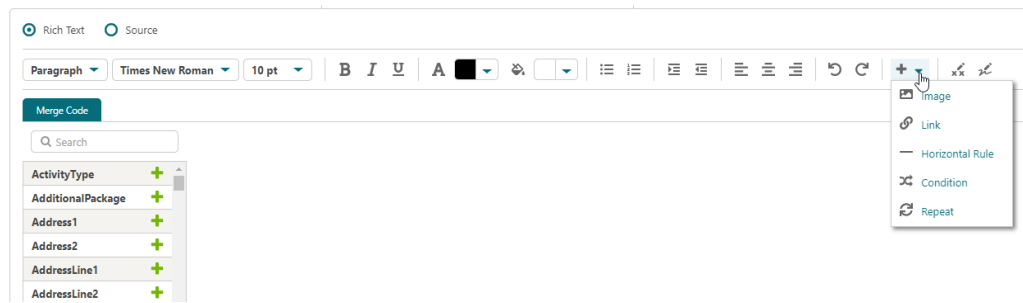 Rich Text Source
Paragraph Times New Roman 10 pt B I U A
Merge Code
Search
ActivityType
AdditionalPackage
Address1
Address2
AddressLine1
AddressLine2
Image
Link
Horizontal Rule
Condition
Repeat